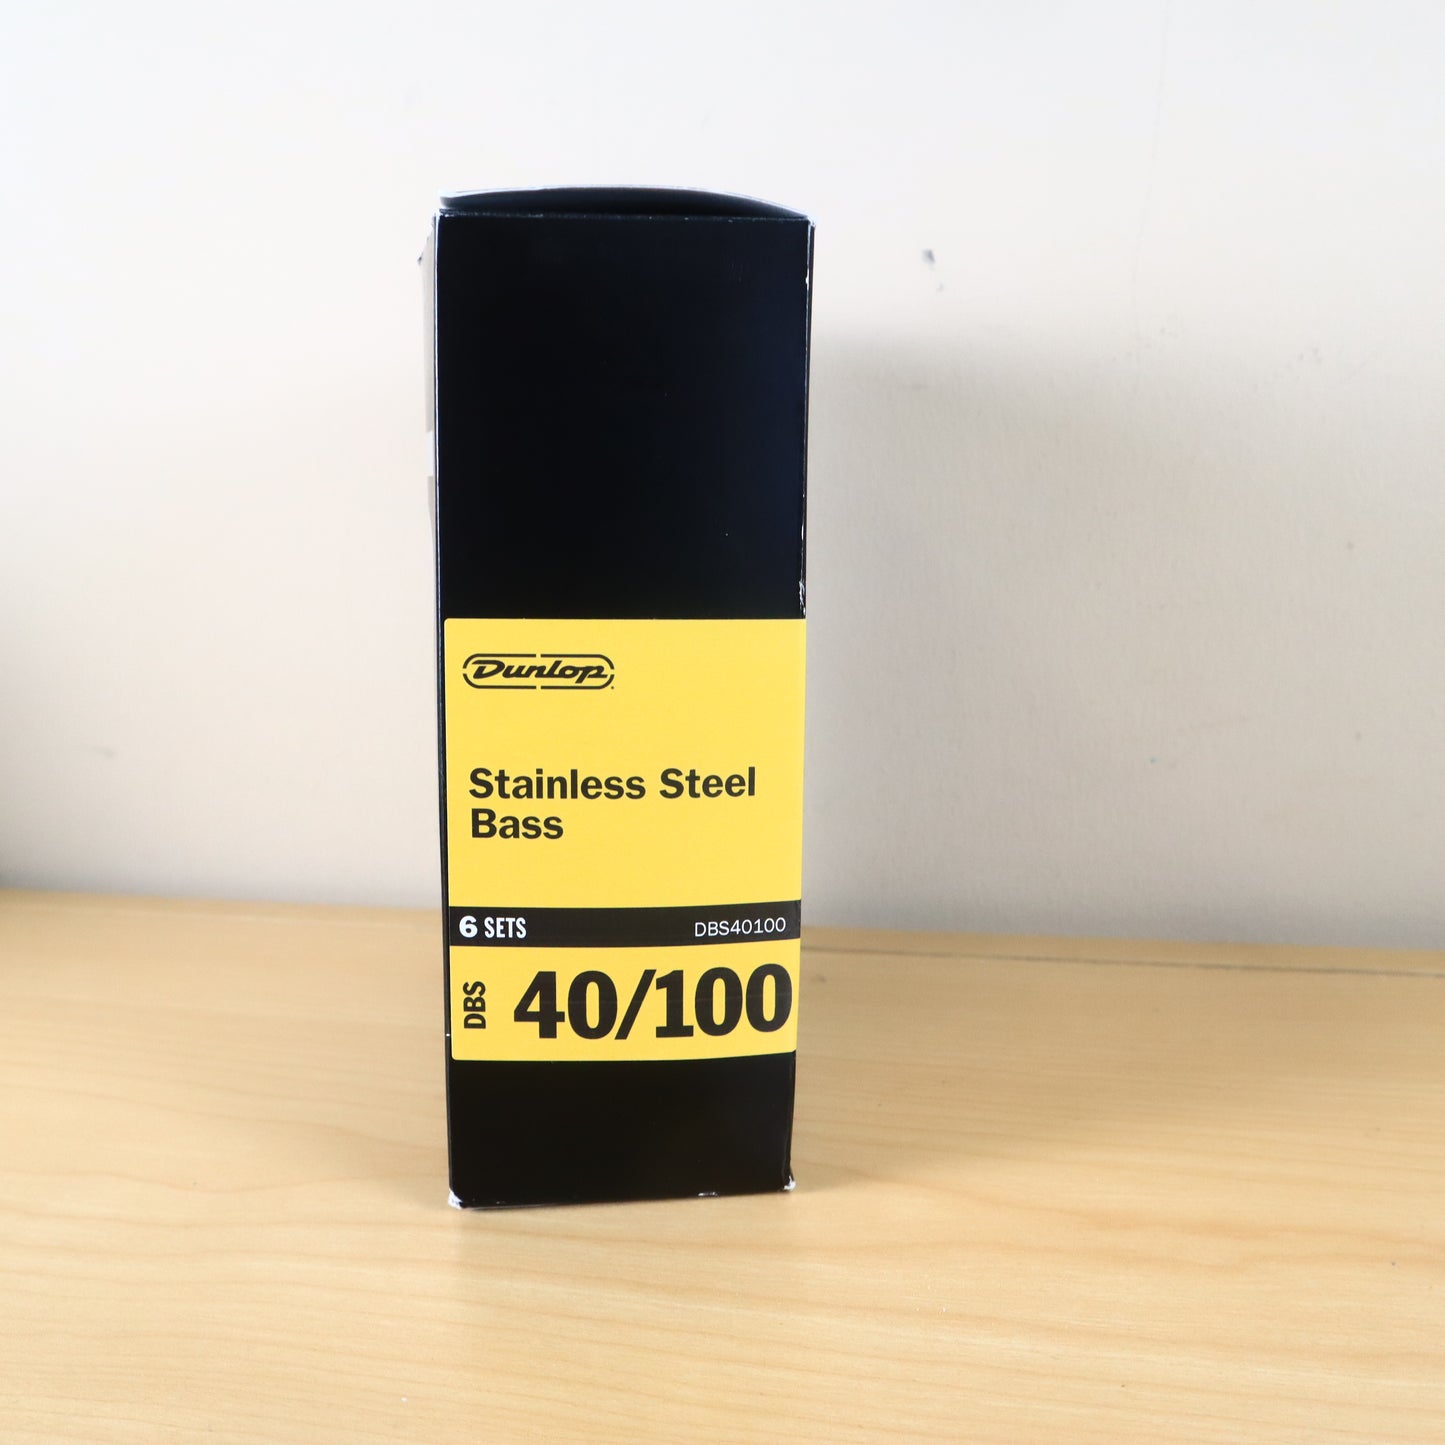 Dunlop
Stainless Steel
Bass
6 SETS DBS40100
DBS 40/100